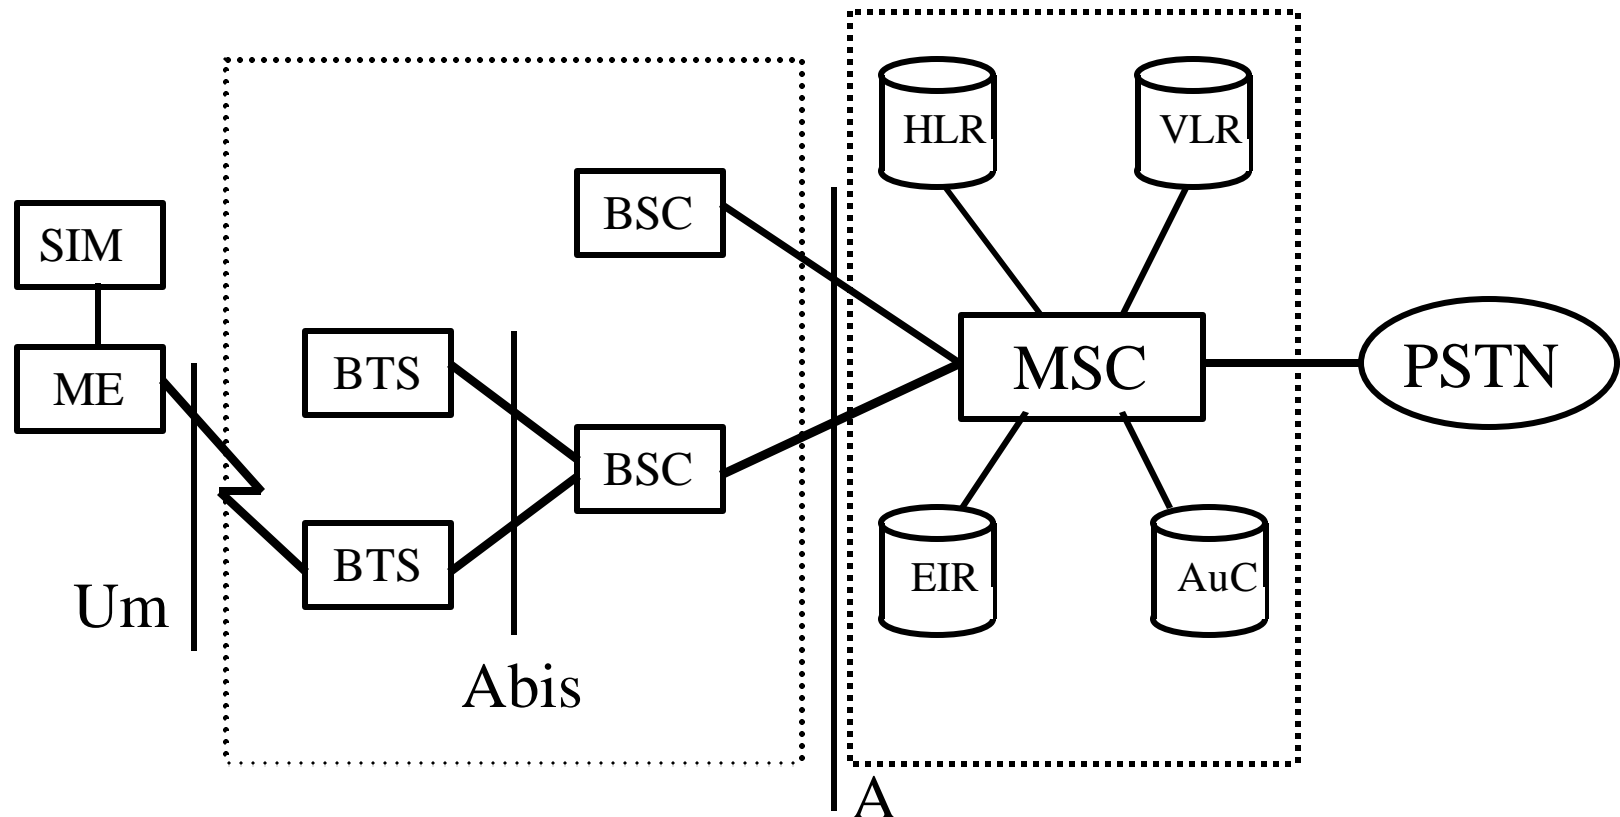 HLR
VLR
BSC
SIM
BTS
MSC
PSTN
ME
BSC
BTS
EIR
AuC
Um
Abis
A